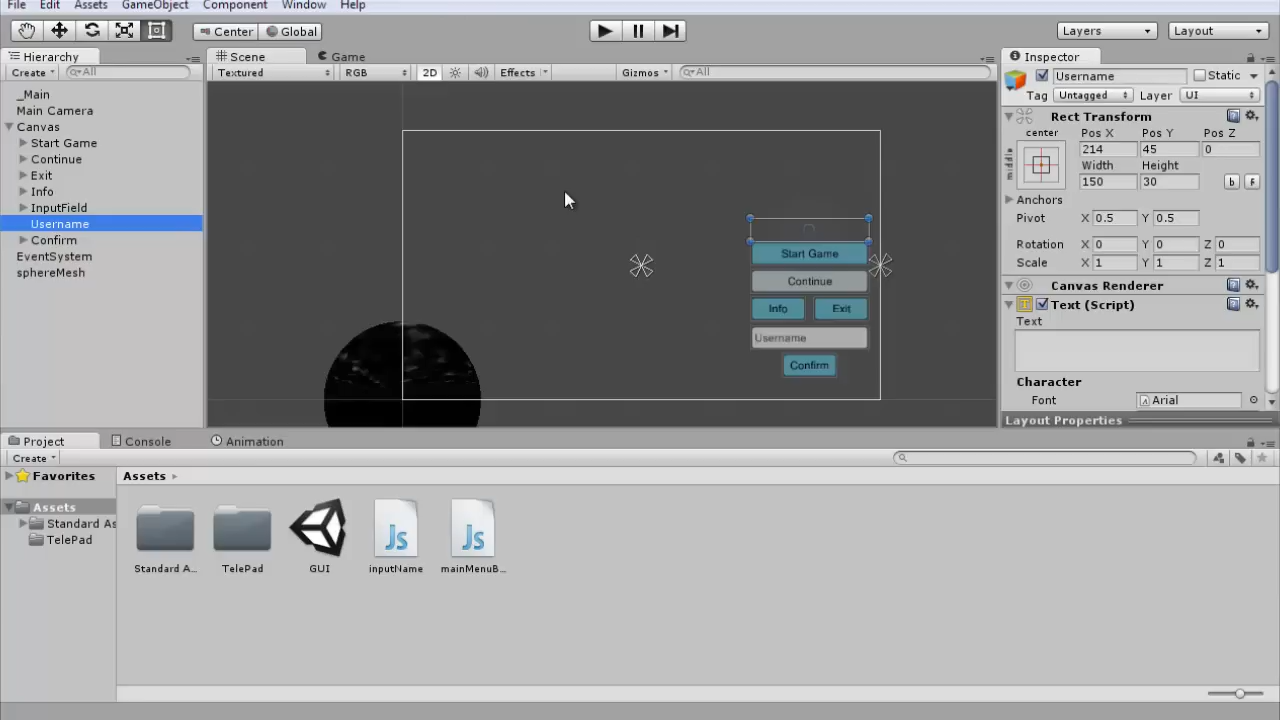 File Edit Assets GameObject Component Window Help
Center Global Layers Layout
Hierarchy Scene Game Inspector
Create All Textured RGB 2D Effects Gizmos All Username Static
Tag Untagged Layer UI
_Main
Main Camera
Canvas
Start Game
Continue
Exit
Info
InputField
Username
Confirm
EventSystem
sphereMesh
Start Game
Continue
Info Exit
Username
Confirm
Rect Transform
center Pos X Pos Y Pos Z
middle 214 45 0
Width Height
150 30
Anchors
Pivot X 0.5 Y 0.5
Rotation X 0 Y 0 Z 0
Scale X 1 Y 1 Z 1
Canvas Renderer
Text (Script)
Text
Character
Font Arial
Layout Properties
Project Console Animation
Create
Favorites Assets
Assets
Standard As
TelePad
Standard A... TelePad GUI inputName mainMenuB...
Js Js